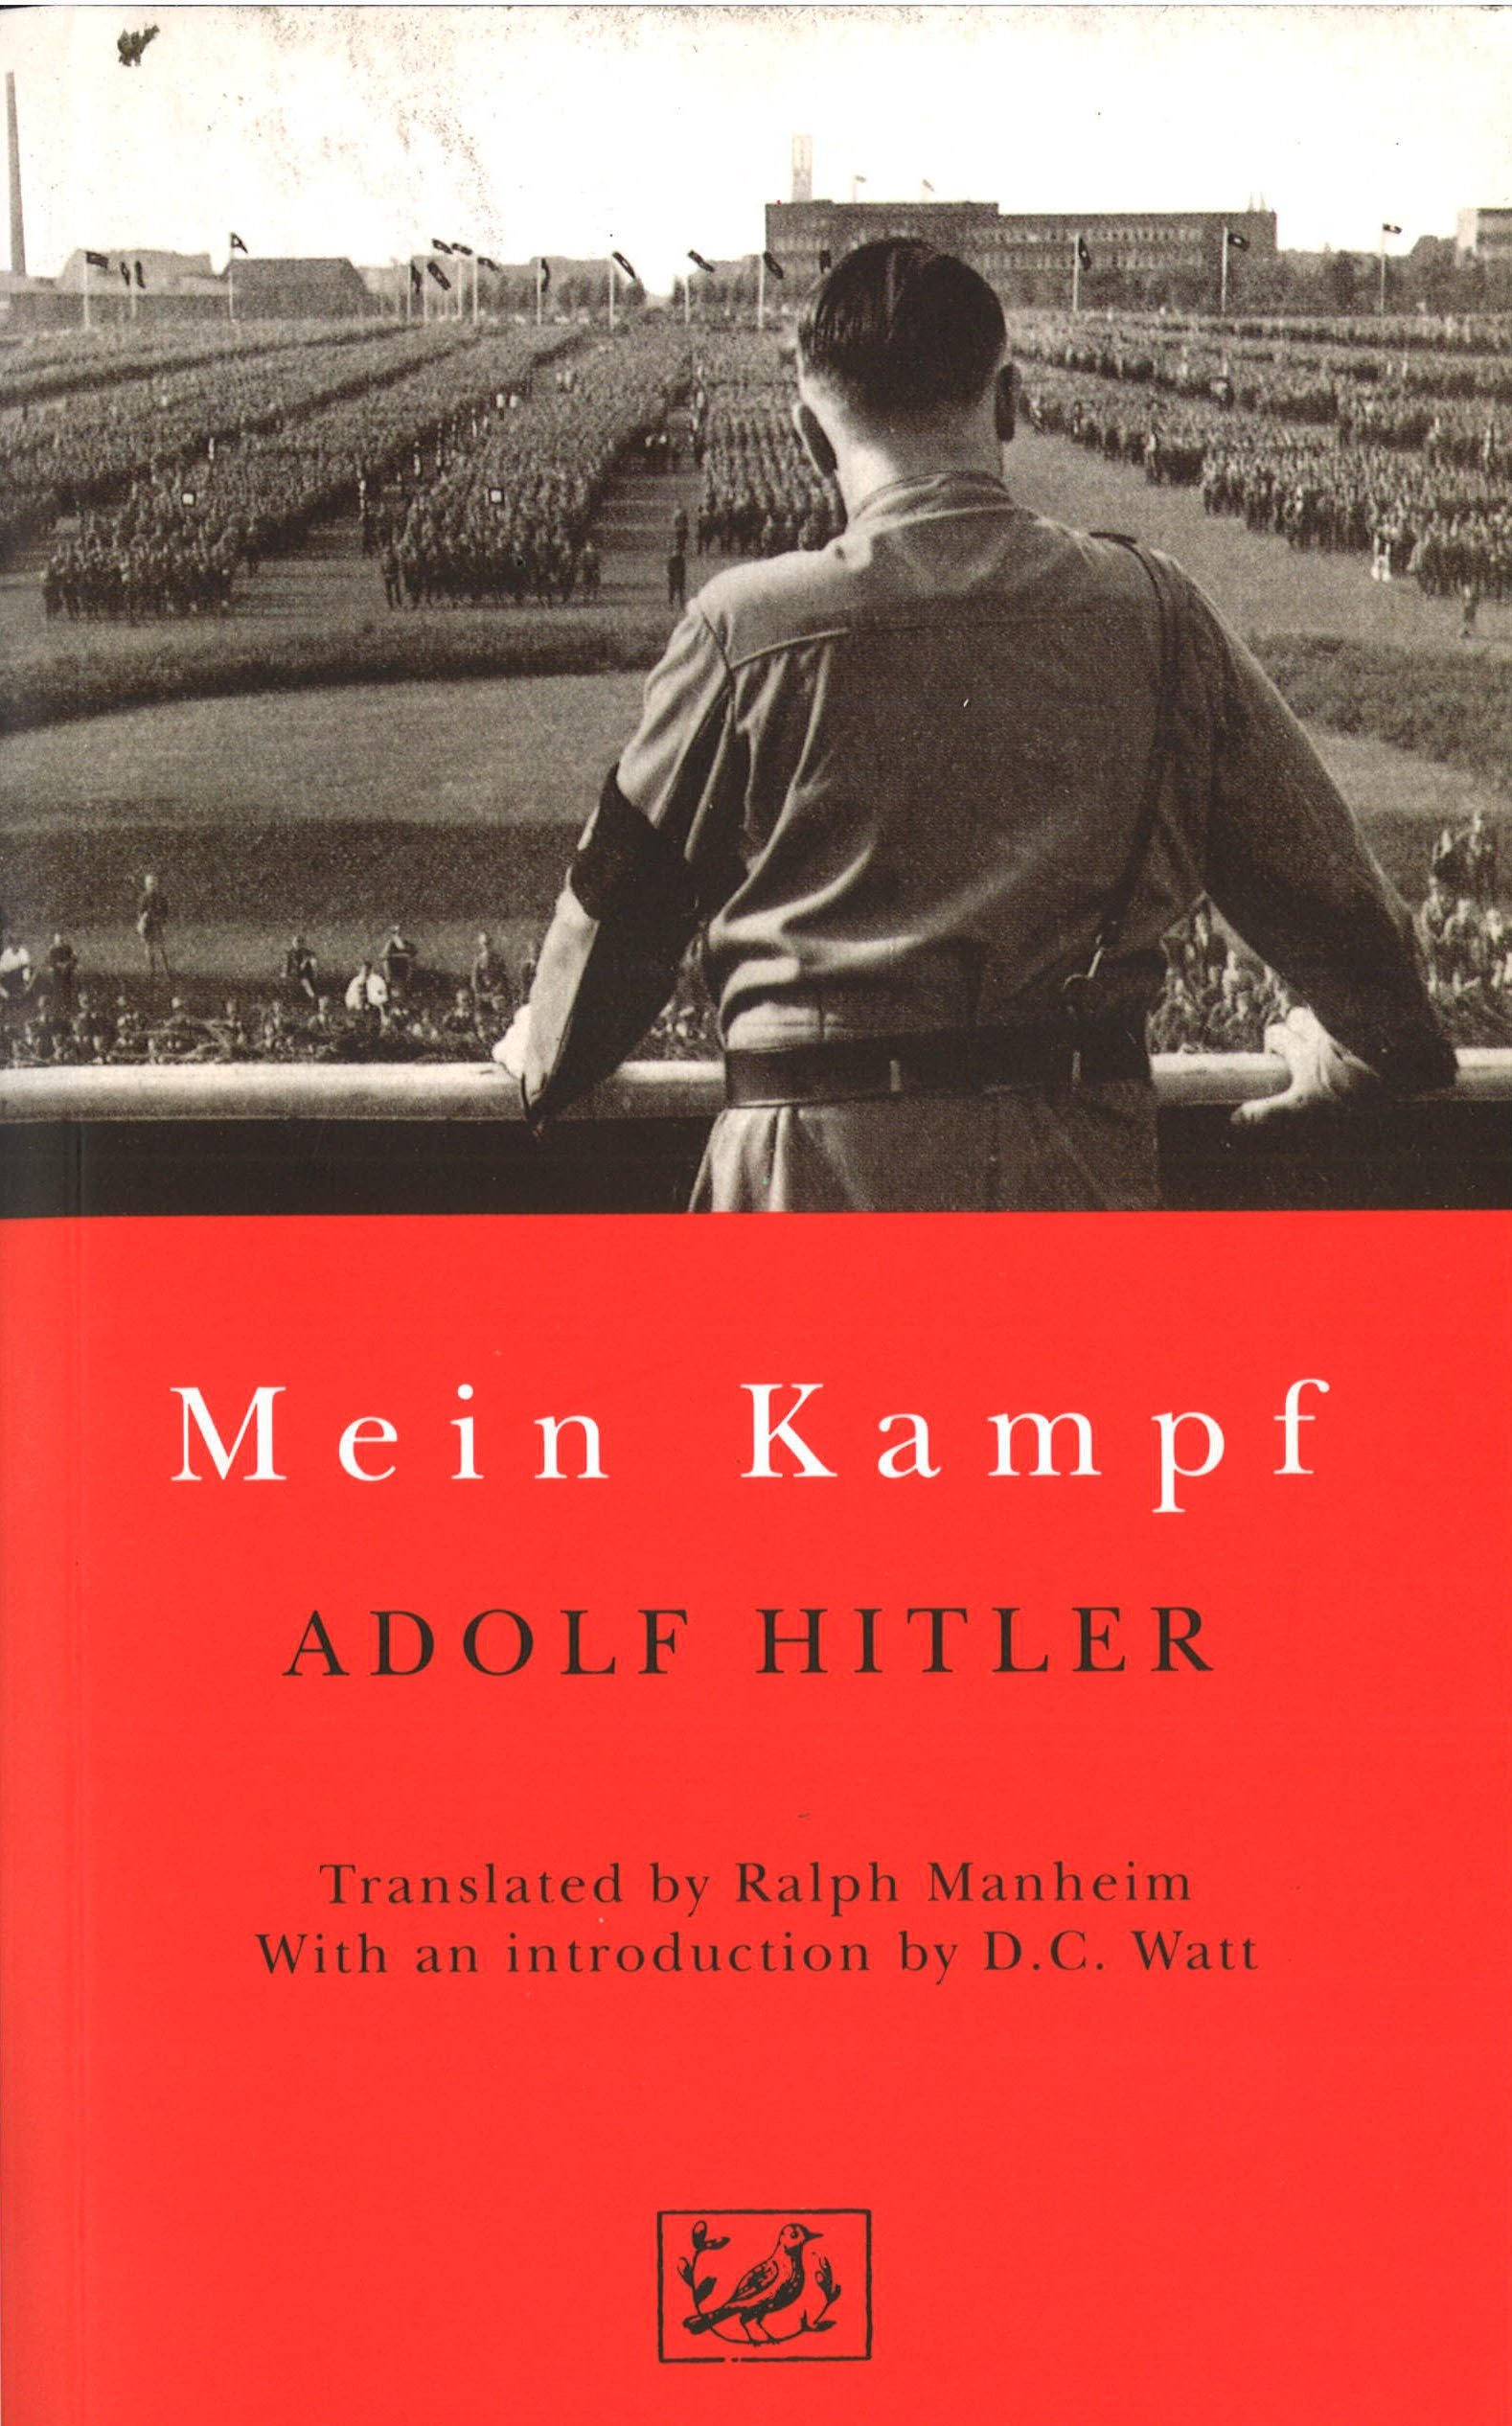 Mein Kampf
ADOLF HITLER
Translated by Ralph Manheim
With an introduction by D.C. Watt